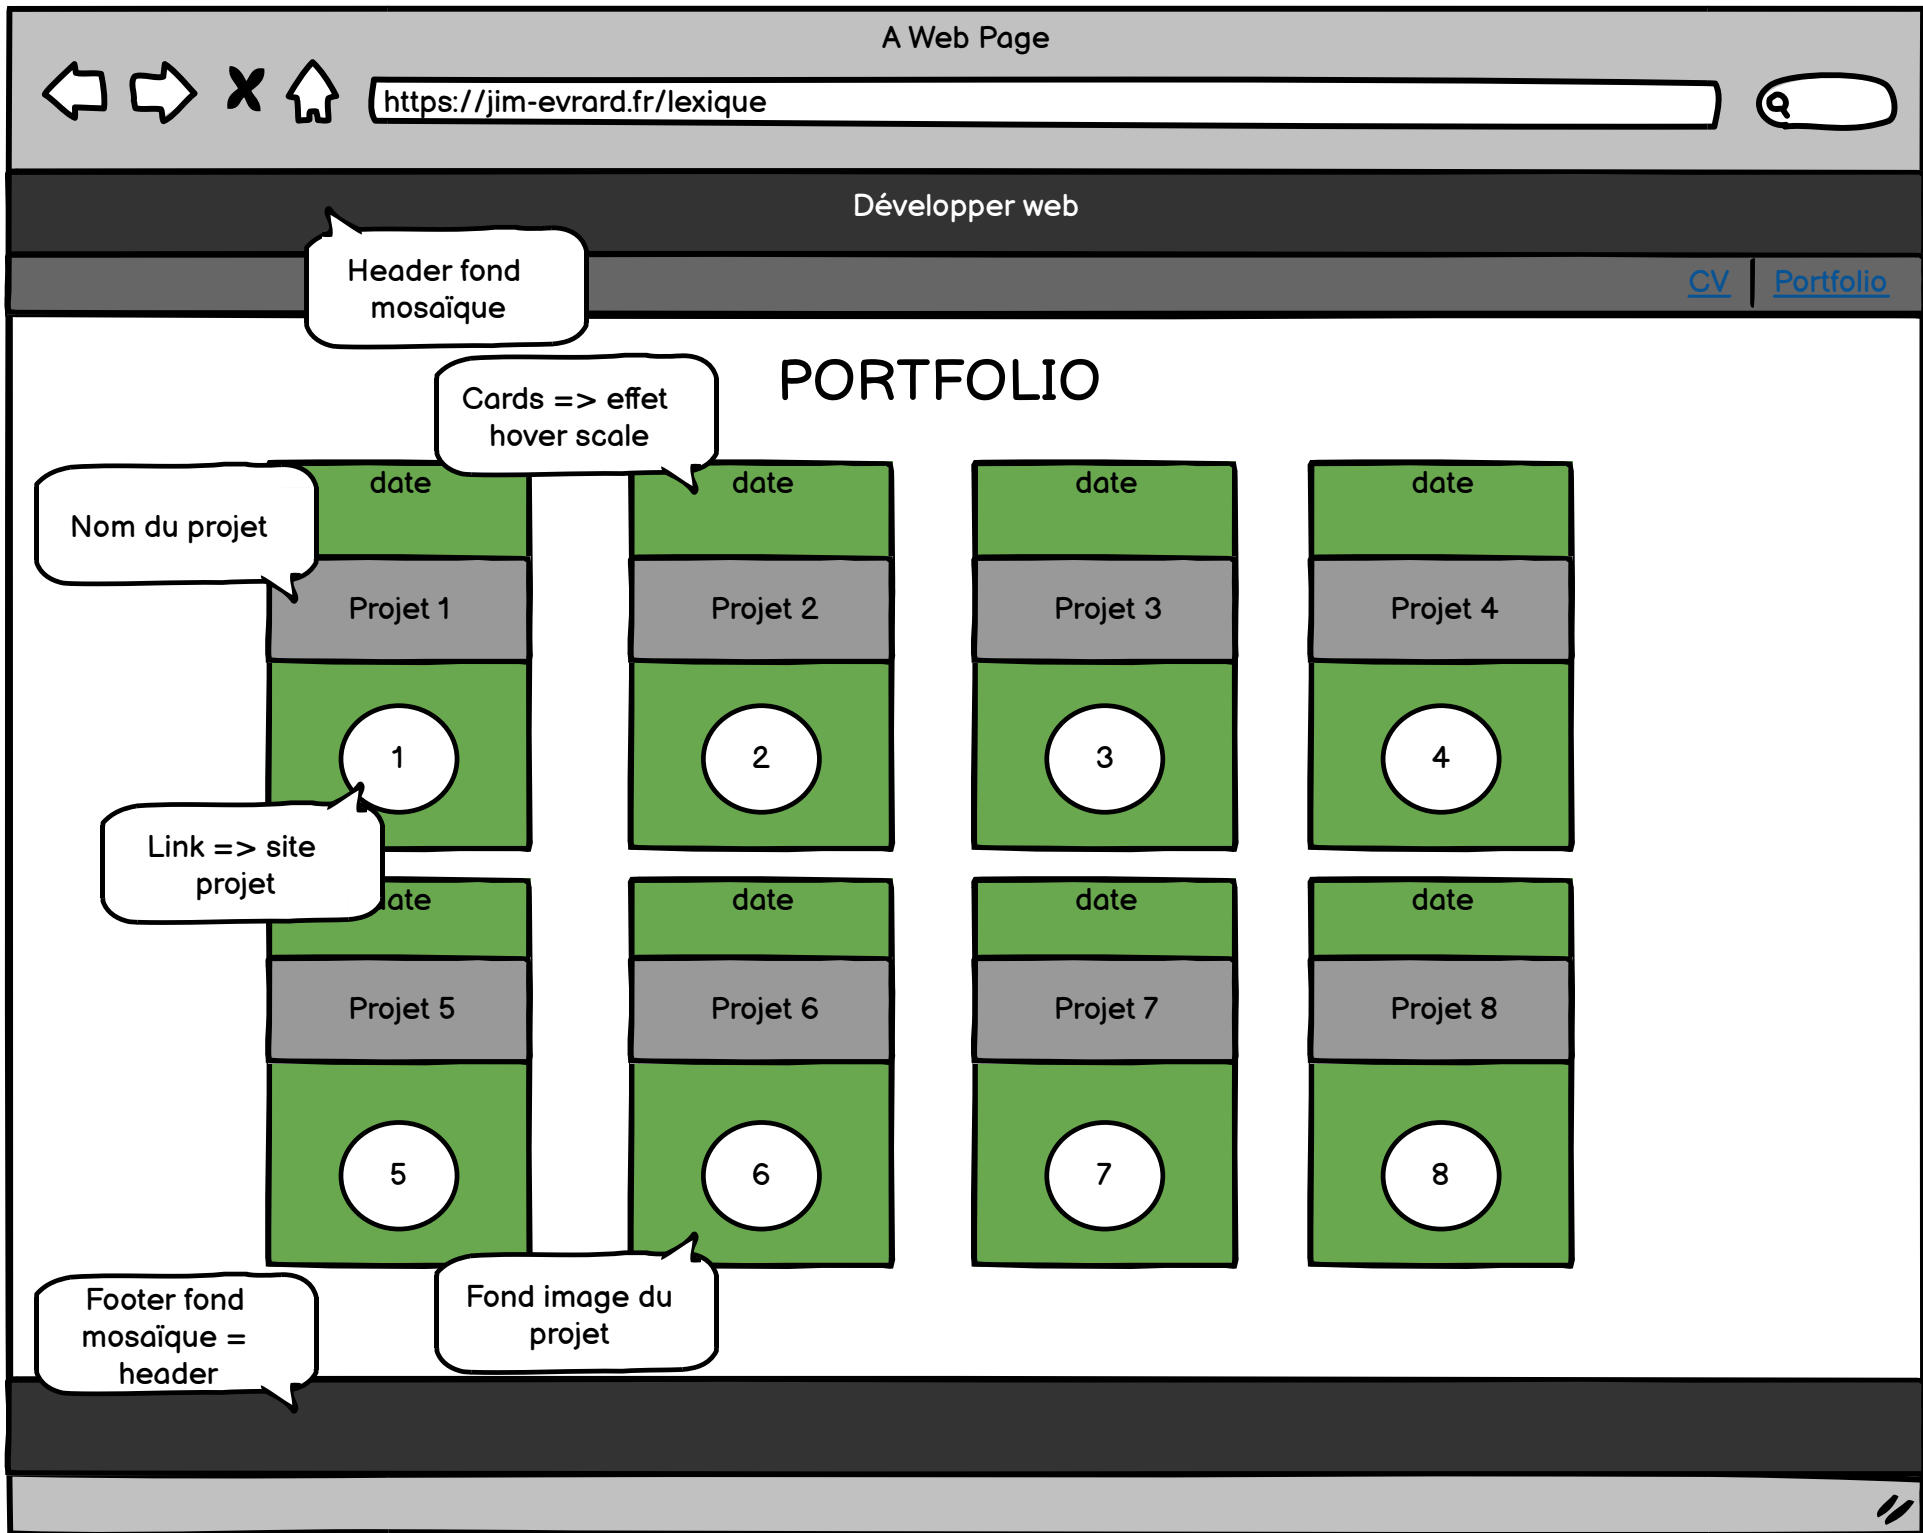 A Web Page
https://jim-evrard.fr/lexique
Développer web
CV
Portfolio
Header fond
mosaïque
PORTFOLIO
Cards => effet
hover scale
Nom du projet
date
date
date
date
Projet 1
Projet 2
Projet 3
Projet 4
1
2
3
4
Link => site
projet
date
date
date
date
Projet 5
Projet 6
Projet 7
Projet 8
5
6
7
8
Fond image du
projet
Footer fond
mosaïque =
header